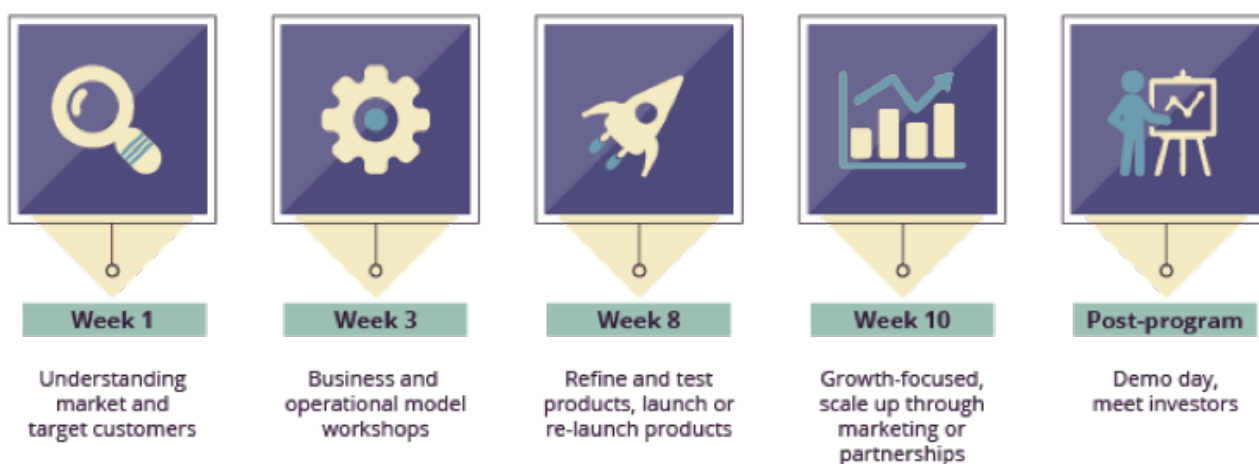 Week 1
Understanding
market and
target customers
Week 3
Business and
operational model
workshops
Week 8
Refine and test
products, launch or
re-launch products
Week 10
Growth-focused,
scale up through
marketing or
partnerships
Post-program
Demo day,
meet investors